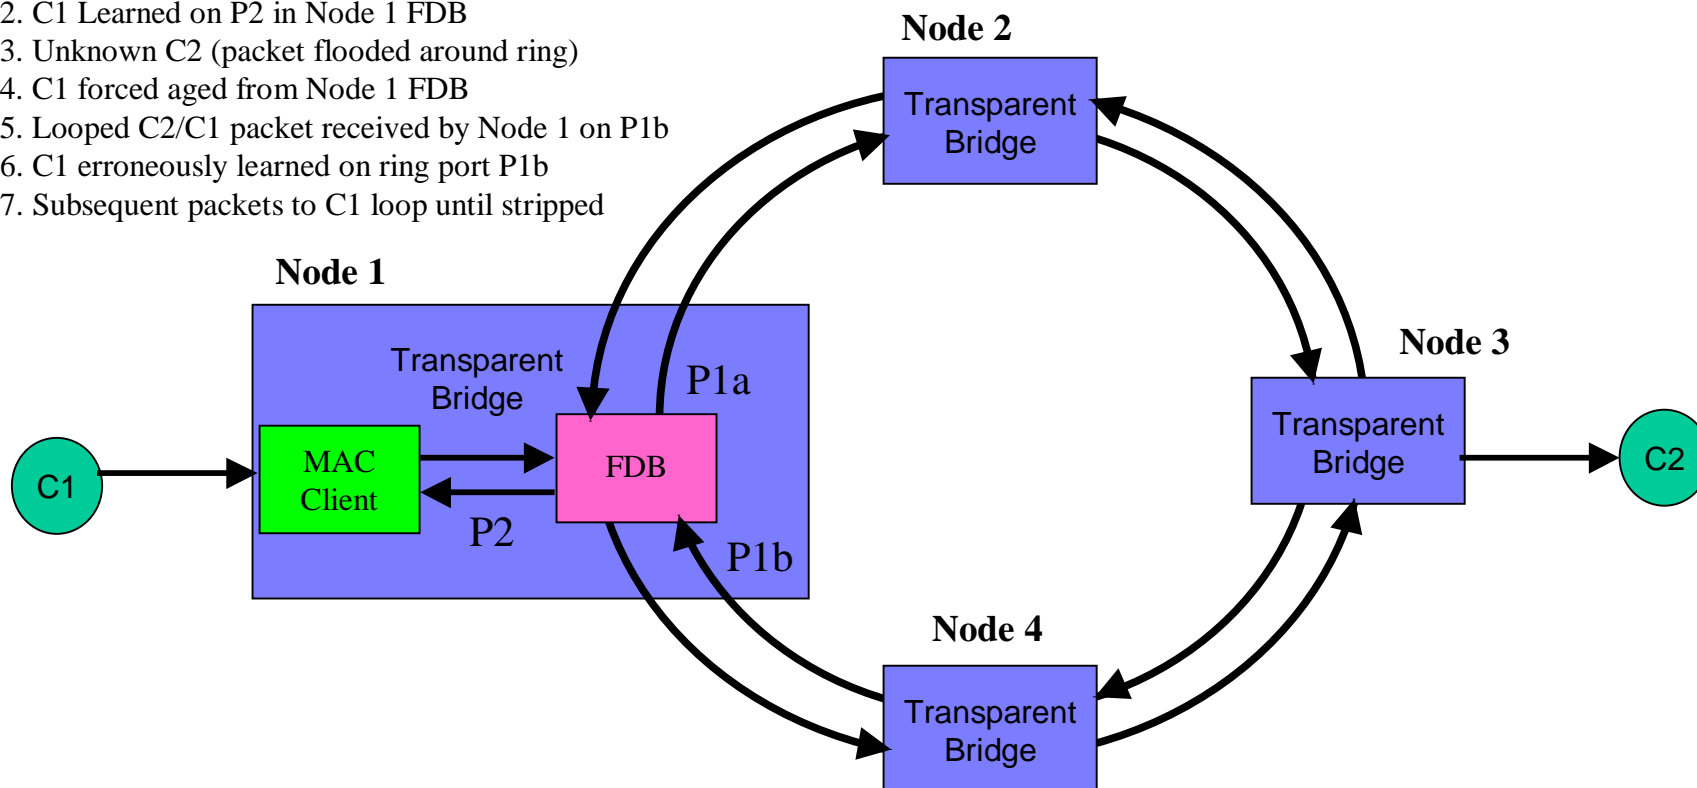 2. C1 Learned on P2 in Node 1 FDB
3. Unknown C2 (packet flooded around ring)
4. C1 forced aged from Node 1 FDB
5. Looped C2/C1 packet received by Node 1 on P1b
6. C1 erroneously learned on ring port P1b
7. Subsequent packets to C1 loop until stripped
Node 2
Transparent
Bridge
Node 1
Transparent
Bridge
P1a
MAC
Client
FDB
P2
P1b
C1
Node 3
Transparent
Bridge
C2
Node 4
Transparent
Bridge